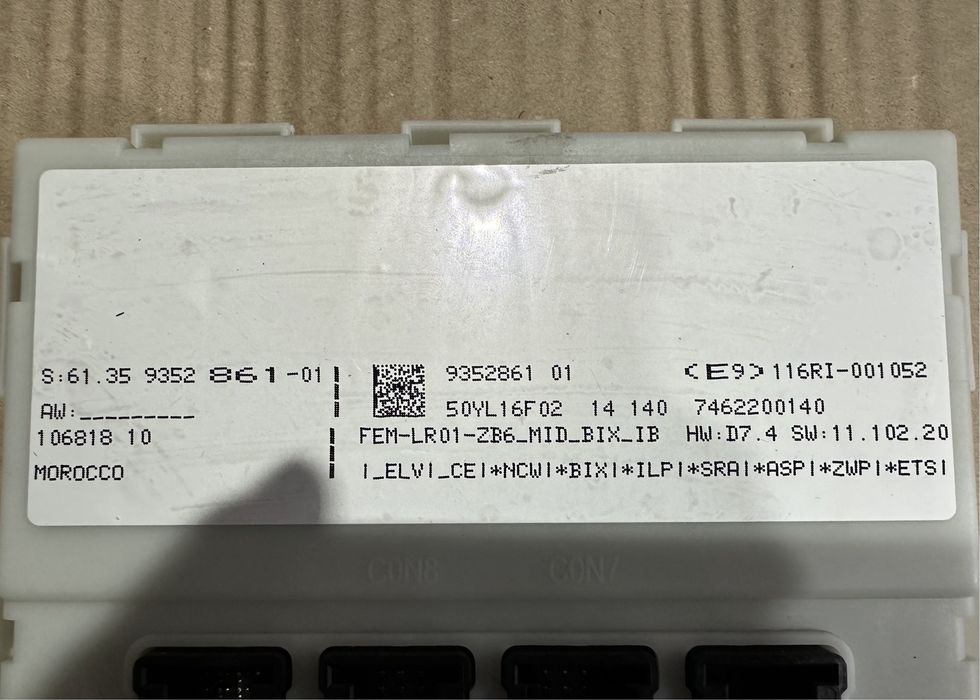 S:61.35 9352 861-01
AW:_________
106818 10
MOROCCO
9352861 01 <E9> 116RI-001052
50YL16F02 14 140 7462200140
FEM-LR01-ZB6_MID_BIX_IB HW:D7.4 SW:11.102.20
|_ELV|_CE|*NCW|*BIX|*ILP|*SRA|*ASP|*ZWP|*ETS|
CON8 CON7